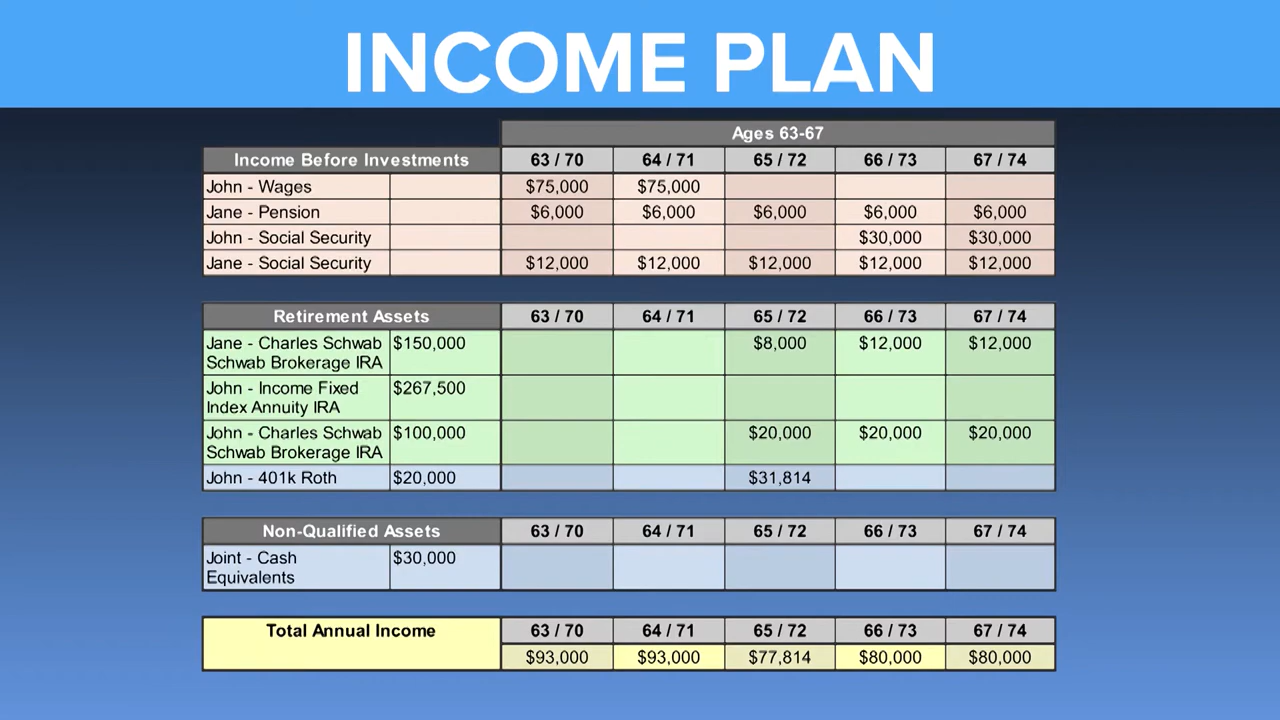 INCOME PLAN
Ages 63-67
Income Before Investments 63 / 70 64 / 71 65 / 72 66 / 73 67 / 74
John - Wages $75,000 $75,000
Jane - Pension $6,000 $6,000 $6,000 $6,000 $6,000
John - Social Security $30,000 $30,000
Jane - Social Security $12,000 $12,000 $12,000 $12,000 $12,000
Retirement Assets 63 / 70 64 / 71 65 / 72 66 / 73 67 / 74
Jane - Charles Schwab $150,000 $8,000 $12,000 $12,000
Schwab Brokerage IRA
John - Income Fixed $267,500
Index Annuity IRA
John - Charles Schwab $100,000 $20,000 $20,000 $20,000
Schwab Brokerage IRA
John - 401k Roth $20,000 $31,814
Non-Qualified Assets 63 / 70 64 / 71 65 / 72 66 / 73 67 / 74
Joint - Cash $30,000
Equivalents
Total Annual Income 63 / 70 64 / 71 65 / 72 66 / 73 67 / 74
$93,000 $93,000 $77,814 $80,000 $80,000